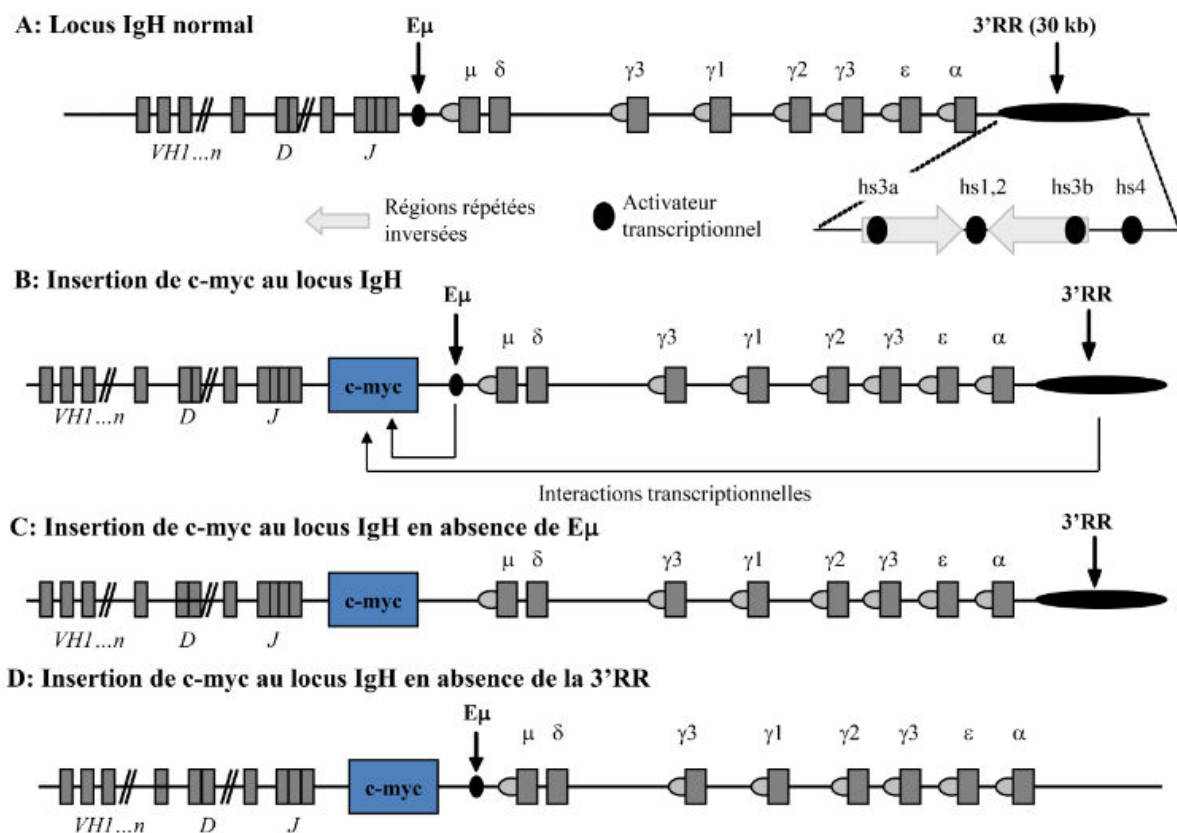 A: Locus IgH normal
Eμ
3'RR (30 kb)
μ δ γ3 γ1 γ2 γ3 ε α
VH1...n D J
hs3a hs1,2 hs3b hs4
Régions répétées
inversées
Activateur
transcriptionnel
B: Insertion de c-myc au locus IgH
Eμ
3'RR
μ δ γ3 γ1 γ2 γ3 ε α
c-myc
VH1...n D J
Interactions transcriptionnelles
C: Insertion de c-myc au locus IgH en absence de Eμ
3'RR
μ δ γ3 γ1 γ2 γ3 ε α
c-myc
VH1...n D J
D: Insertion de c-myc au locus IgH en absence de la 3'RR
Eμ
μ δ γ3 γ1 γ2 γ3 ε α
c-myc
VH1...n D J